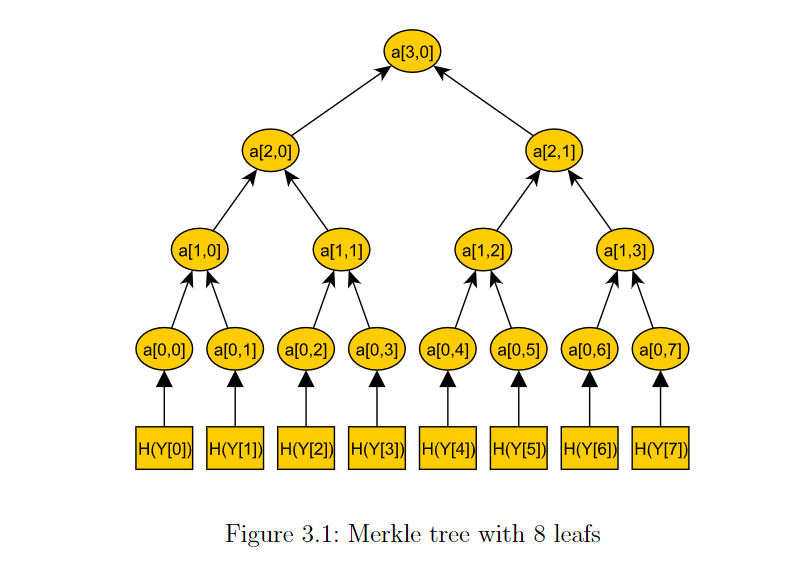 a[3,0]
a[2,0] a[2,1]
a[1,0] a[1,1] a[1,2] a[1,3]
a[0,0] a[0,1] a[0,2] a[0,3] a[0,4] a[0,5] a[0,6] a[0,7]
H(Y[0]) H(Y[1]) H(Y[2]) H(Y[3]) H(Y[4]) H(Y[5]) H(Y[6]) H(Y[7])
Figure 3.1: Merkle tree with 8 leafs